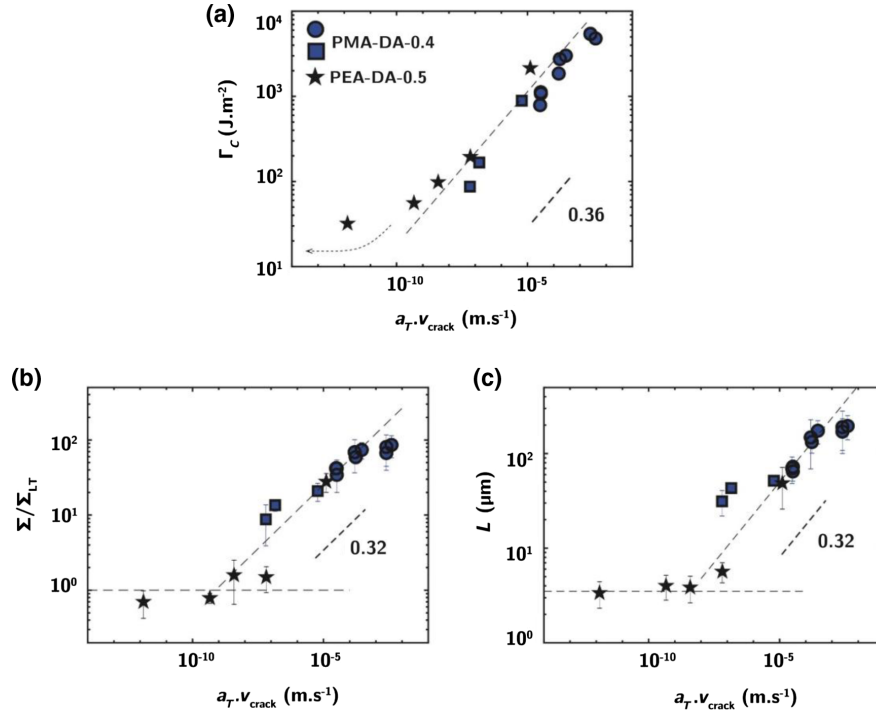 (a)
10⁴
10³
10² 
10¹
Γ_C (J.m⁻²)
PMA-DA-0.4
PEA-DA-0.5
0.36
10⁻¹⁰
10⁻⁵
a_T.v_crack (m.s⁻¹)
(b)
10²
10¹
10⁰
Σ/Σ_LT
0.32
10⁻¹⁰
10⁻⁵
a_T.v_crack (m.s⁻¹)
(c)
10²
10¹
10⁰
L (μm)
0.32
10⁻¹⁰
10⁻⁵
a_T.v_crack (m.s⁻¹)